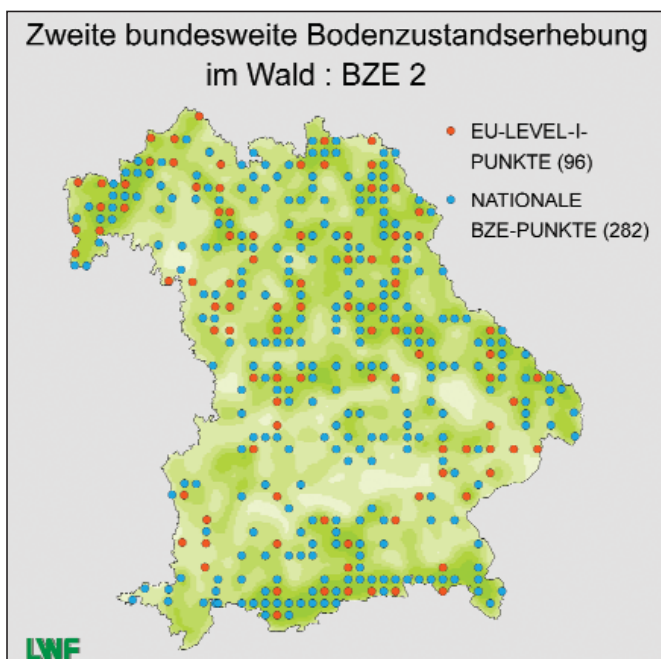 Zweite bundesweite Bodenzustandserhebung
im Wald : BZE 2
EU-LEVEL-I-
PUNKTE (96)
NATIONALE
BZE-PUNKTE (282)
LWF